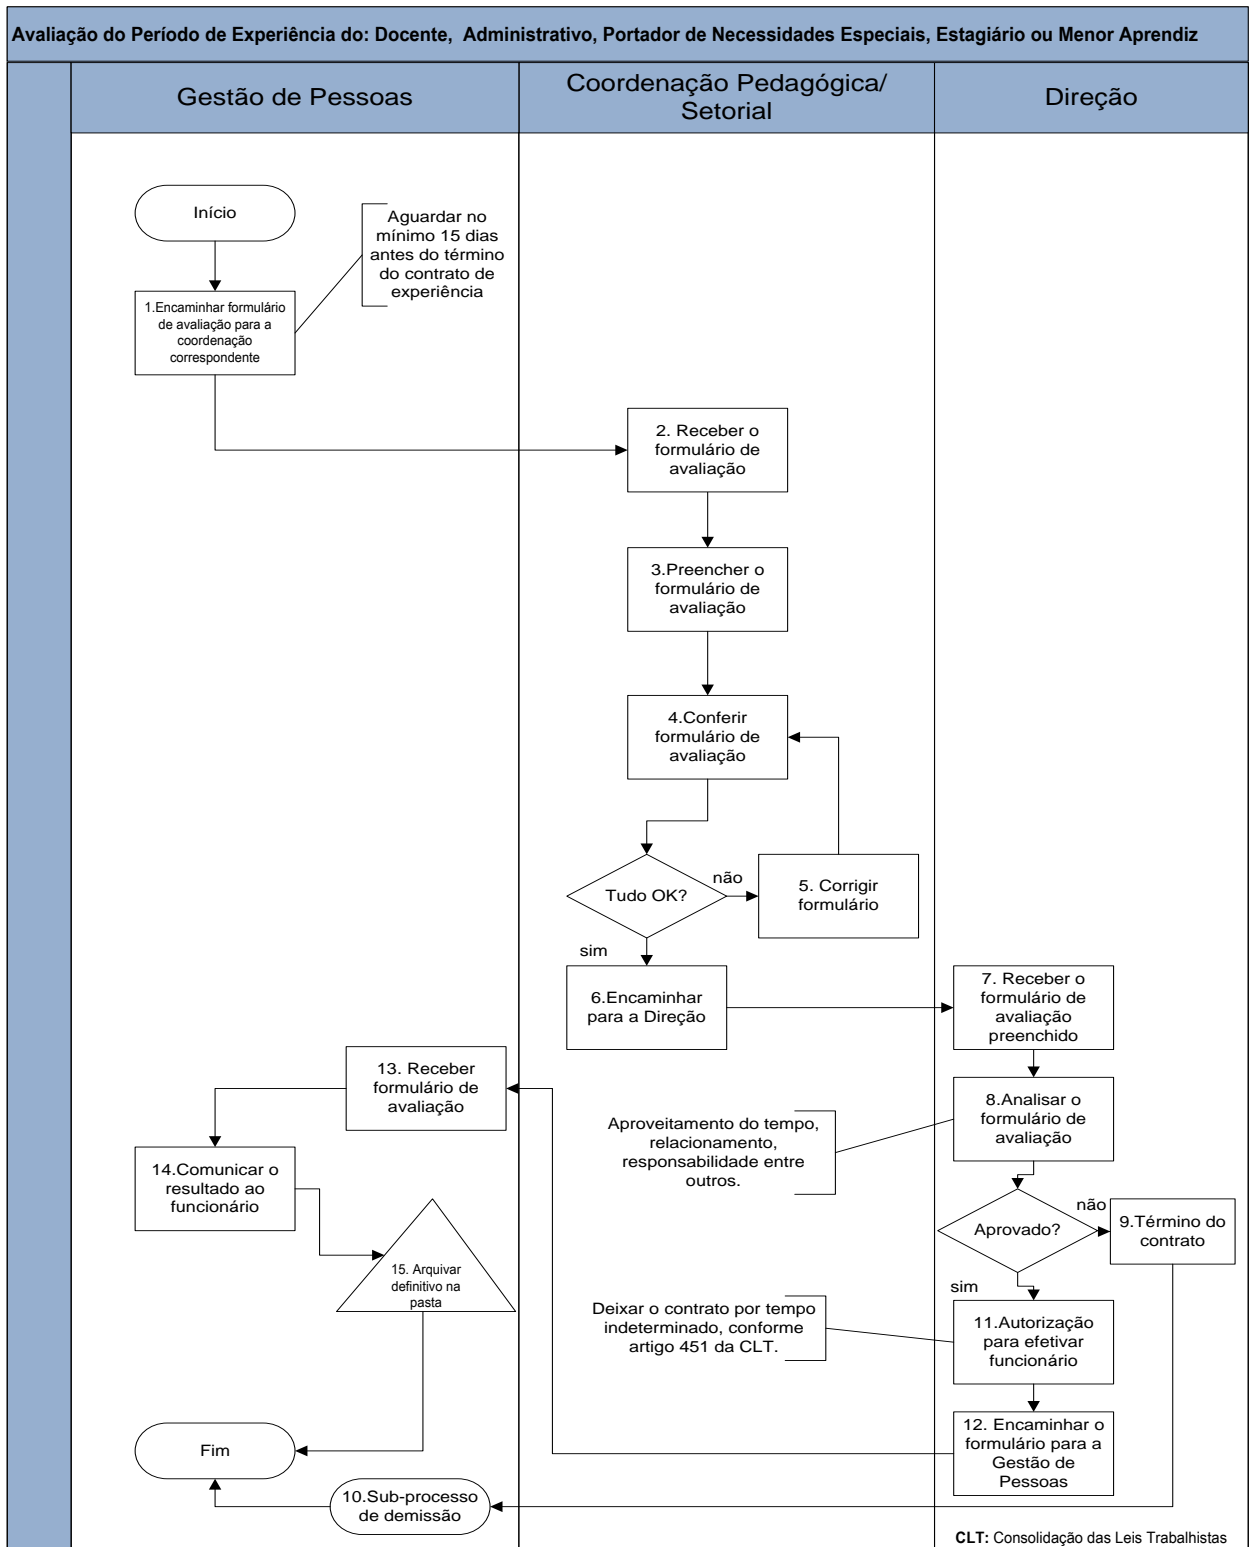 Avaliação do Período de Experiência do: Docente, Administrativo, Portador de Necessidades Especiais, Estagiário ou Menor Aprendiz
Gestão de Pessoas
Coordenação Pedagógica/
Setorial
Direção
Início
Aguardar no
mínimo 15 dias
antes do término
do contrato de
experiência
1.Encaminhar formulário
de avaliação para a
coordenação
correspondente
2. Receber o
formulário de
avaliação
3.Preencher o
formulário de
avaliação
4.Conferir
formulário de
avaliação
Tudo OK?
não
5. Corrigir
formulário
sim
6.Encaminhar
para a Direção
7. Receber o
formulário de
avaliação
preenchido
8.Analisar o
formulário de
avaliação
Aproveitamento do tempo,
relacionamento,
responsabilidade entre
outros.
Aprovado?
não
9.Término do
contrato
sim
11.Autorização
para efetivar
funcionário
Deixar o contrato por tempo
indeterminado, conforme
artigo 451 da CLT.
12. Encaminhar o
formulário para a
Gestão de
Pessoas
13. Receber
formulário de
avaliação
14.Comunicar o
resultado ao
funcionário
15. Arquivar
definitivo na
pasta
Fim
10.Sub-processo
de demissão
CLT: Consolidação das Leis Trabalhistas